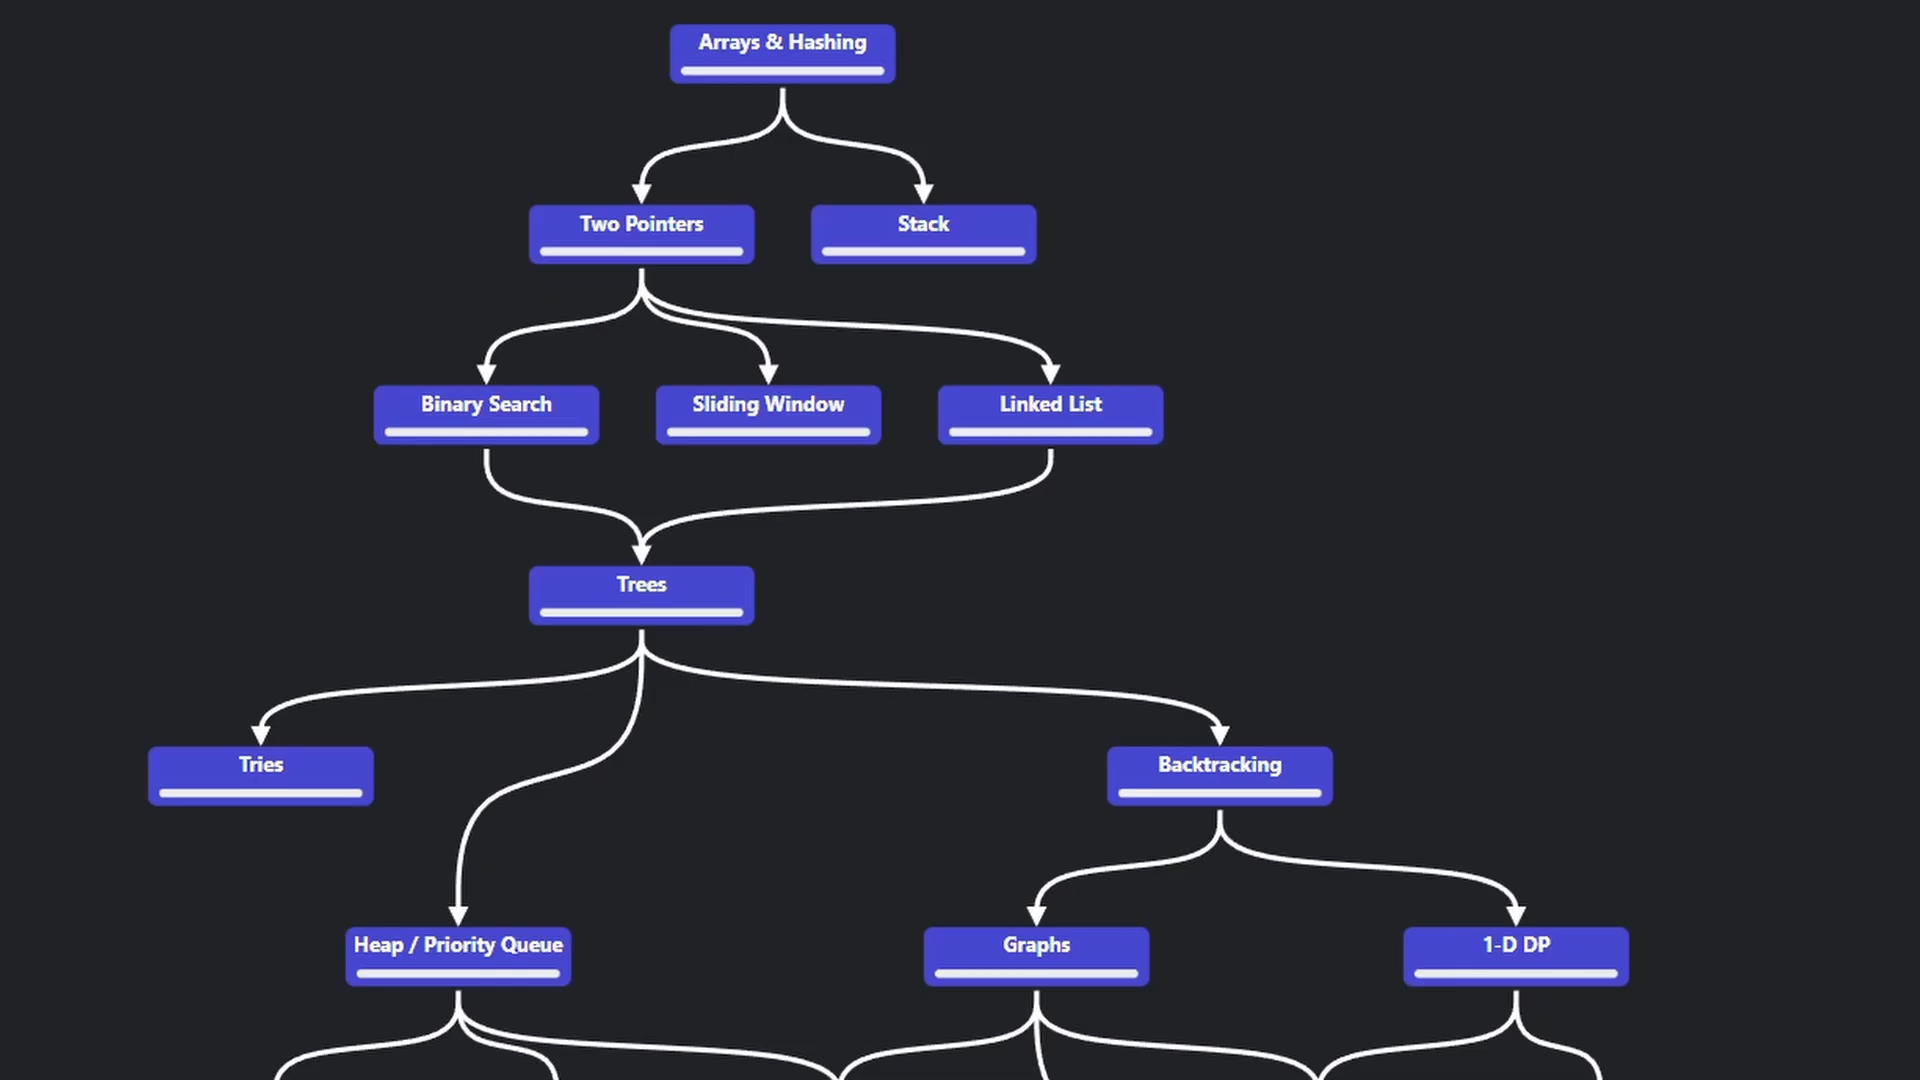 Arrays & Hashing
Two Pointers
Stack
Binary Search
Sliding Window
Linked List
Trees
Tries
Backtracking
Heap / Priority Queue
Graphs
1-D DP